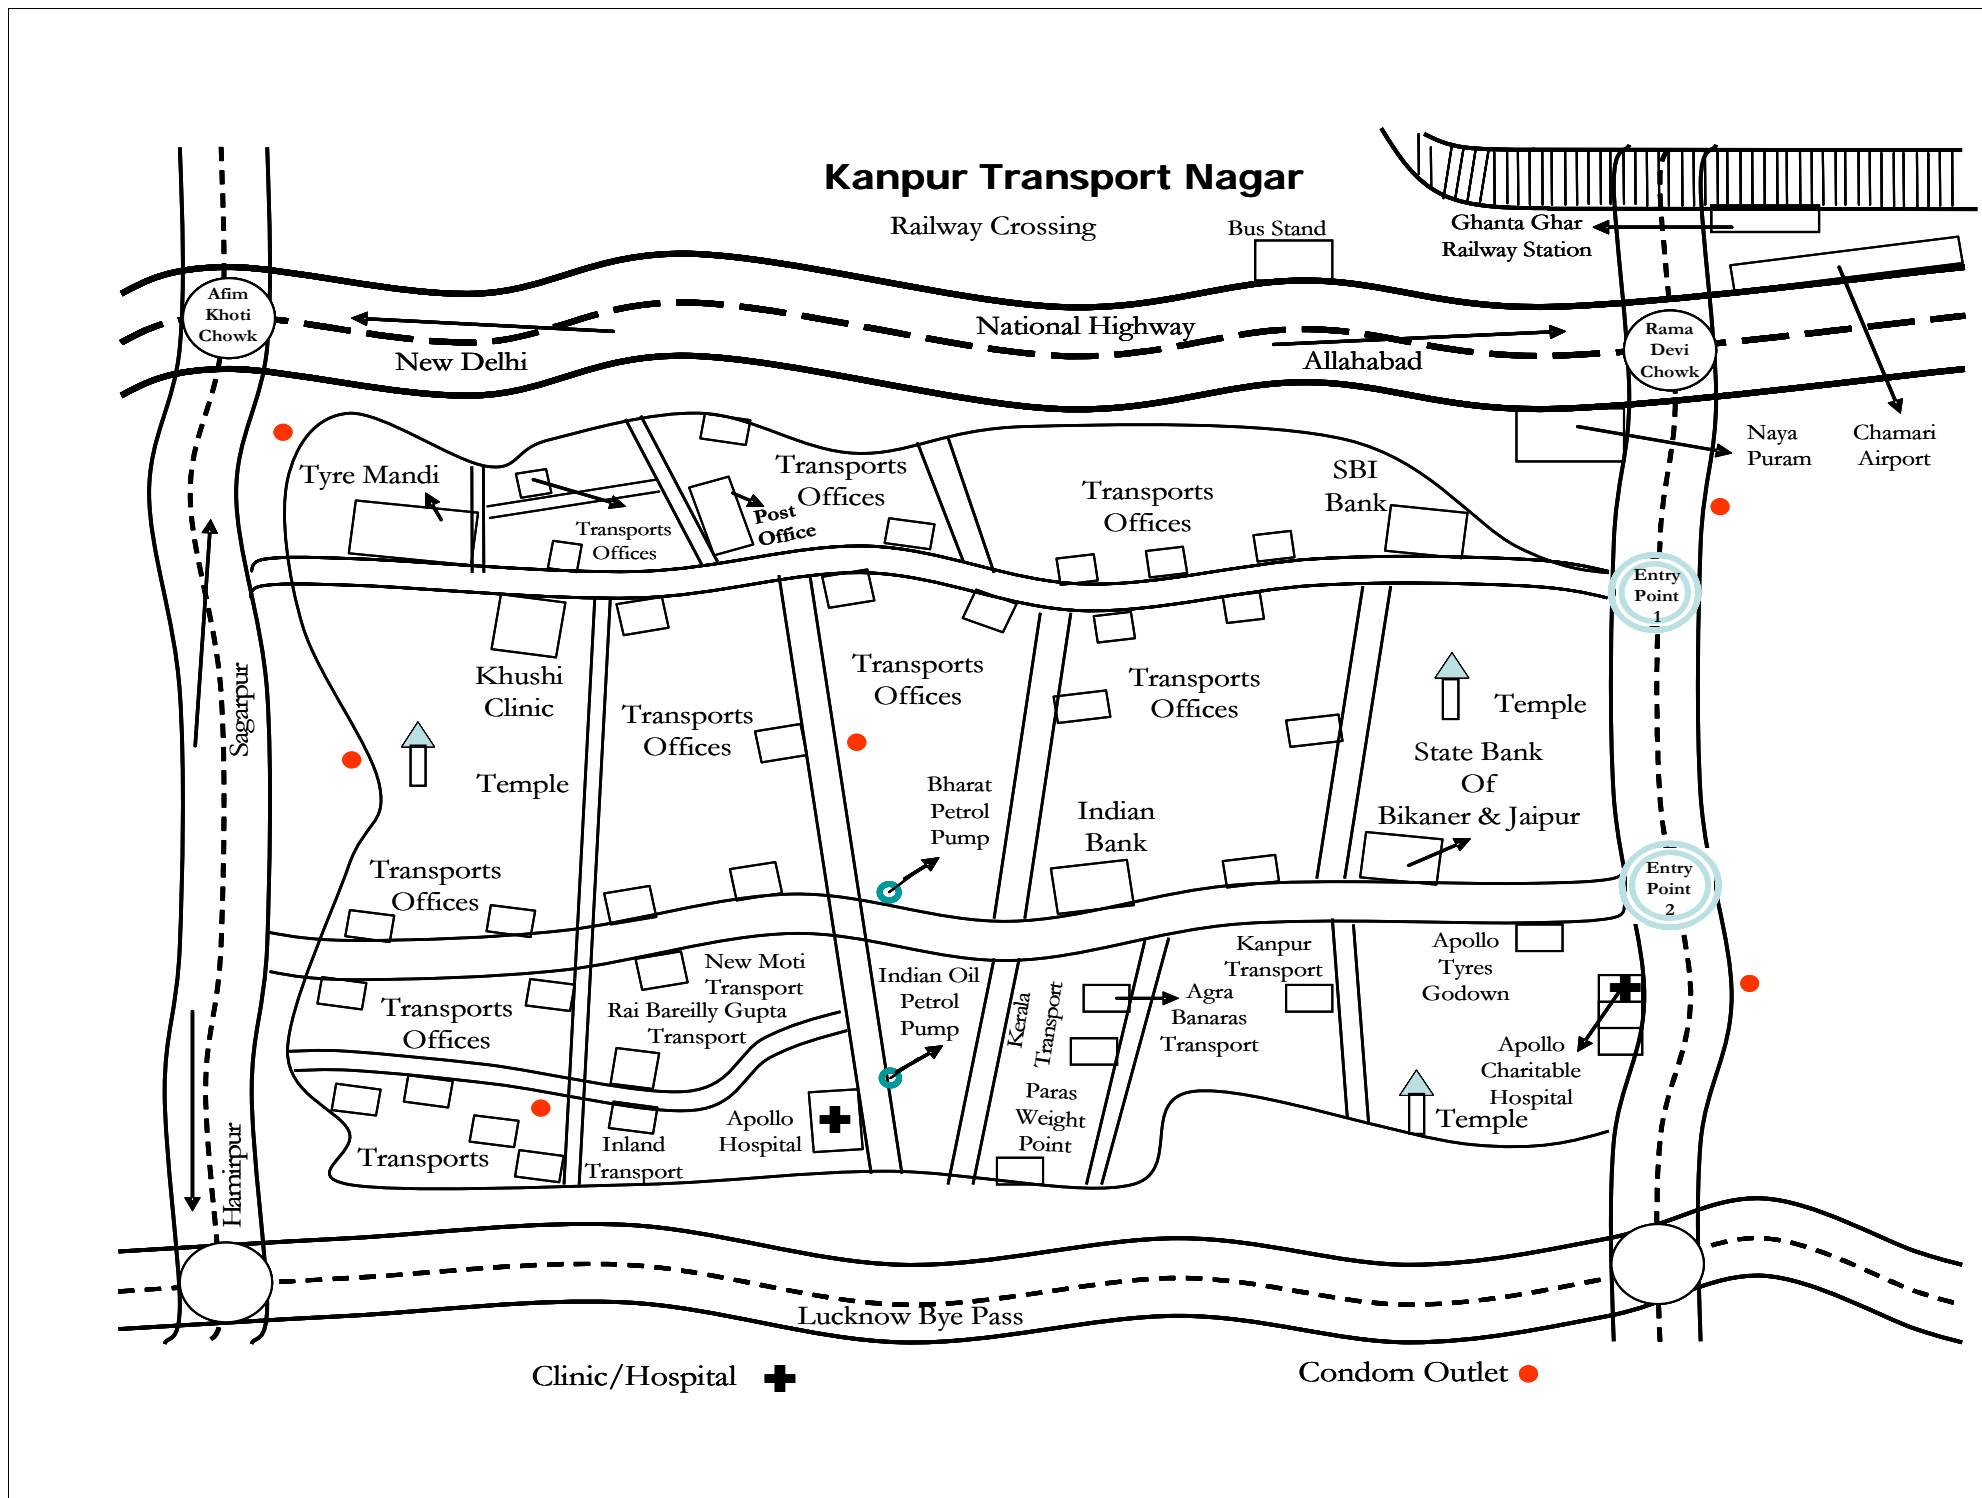 Kanpur Transport Nagar
Railway Crossing
Bus Stand
Ghanta Ghar
Railway Station
Afim
Khoti
Chowk
National Highway
New Delhi
Allahabad
Rama
Devi
Chowk
Naya
Puram
Chamari
Airport
Tyre Mandi
Transports
Offices
Post
Office
Transports
Offices
Transports
Offices
SBI
Bank
Entry
Point
1
Sagarpur
Khushi
Clinic
Temple
Transports
Offices
Transports
Offices
Transports
Offices
Temple
State Bank
Of
Bikaner & Jaipur
Bharat
Petrol
Pump
Indian
Bank
Transports
Offices
Entry
Point
2
Transports
Offices
New Moti
Transport
Rai Bareilly Gupta
Transport
Indian Oil
Petrol
Pump
Kerala
Transport
Kanpur
Transport
Agra
Banaras
Transport
Apollo
Tyres
Godown
Apollo
Charitable
Hospital
Temple
Paras
Weight
Point
Apollo
Hospital
Inland
Transport
Transports
Hamirpur
Lucknow Bye Pass
Clinic/Hospital
Condom Outlet